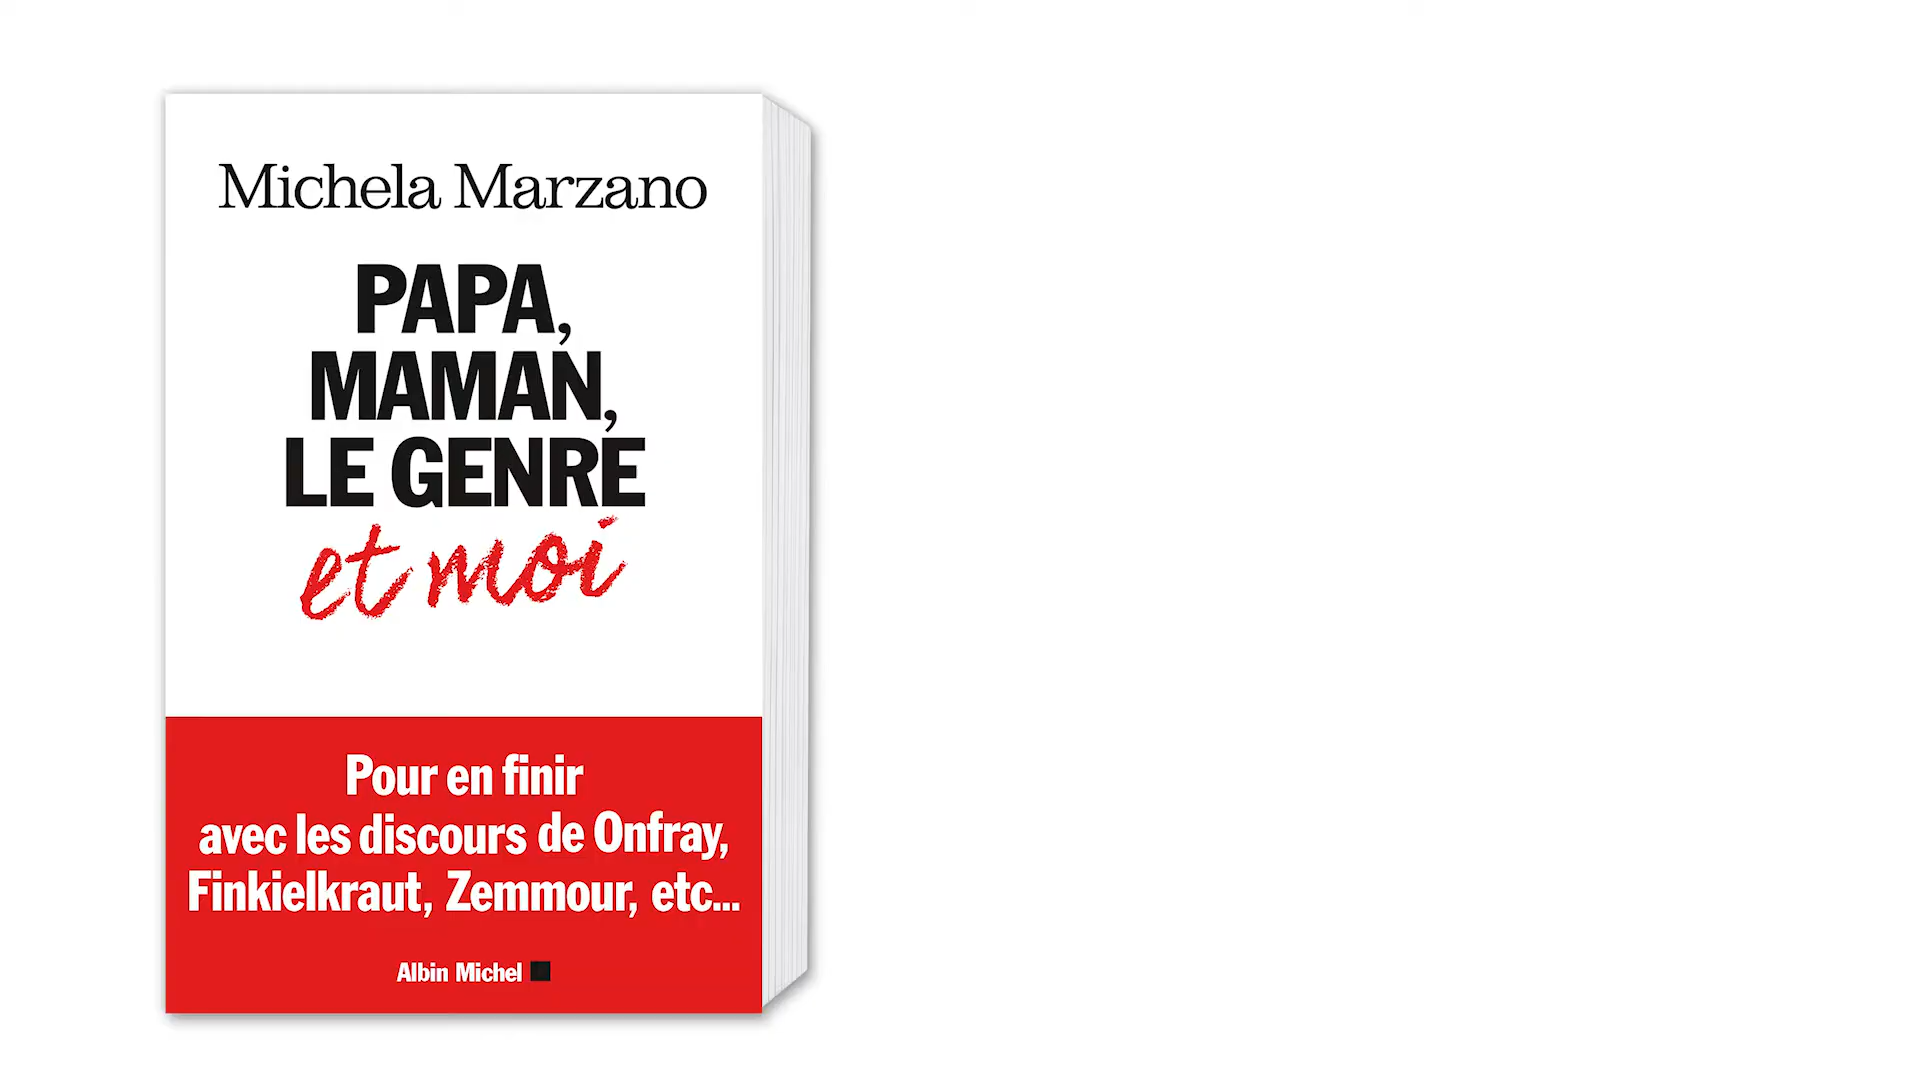 Michela Marzano
PAPA,
MAMAN,
LE GENRE
et moi
Pour en finir
avec les discours de Onfray,
Finkielkraut, Zemmour, etc...
Albin Michel